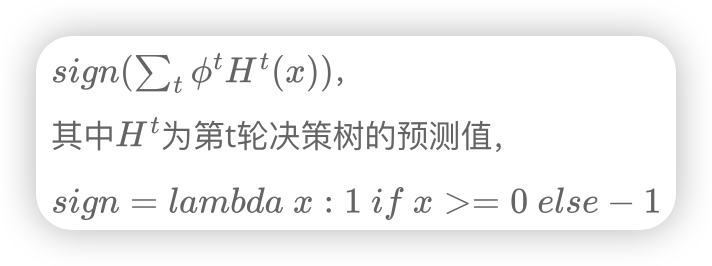 sign(∑_t ϕ^t H^t(x)),
其中H^t为第t轮决策树的预测值,
sign = lambda x : 1 if x >= 0 else − 1